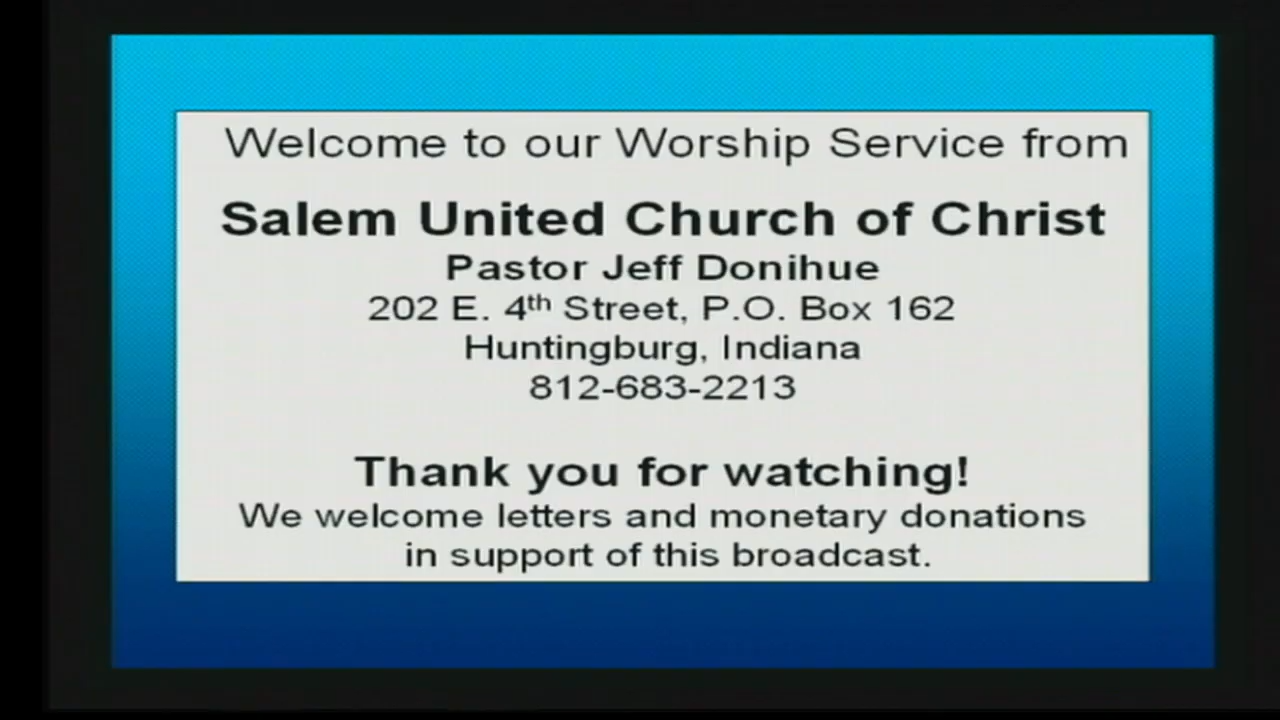 Welcome to our Worship Service from
Salem United Church of Christ
Pastor Jeff Donihue
202 E. 4th Street, P.O. Box 162
Huntingburg, Indiana
812-683-2213
Thank you for watching!
We welcome letters and monetary donations
in support of this broadcast.